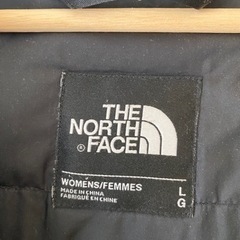 THE
NORTH
FACE
®
WOMENS/FEMMES
MADE IN CHINA
FABRIQUÉ EN CHINE
L
G